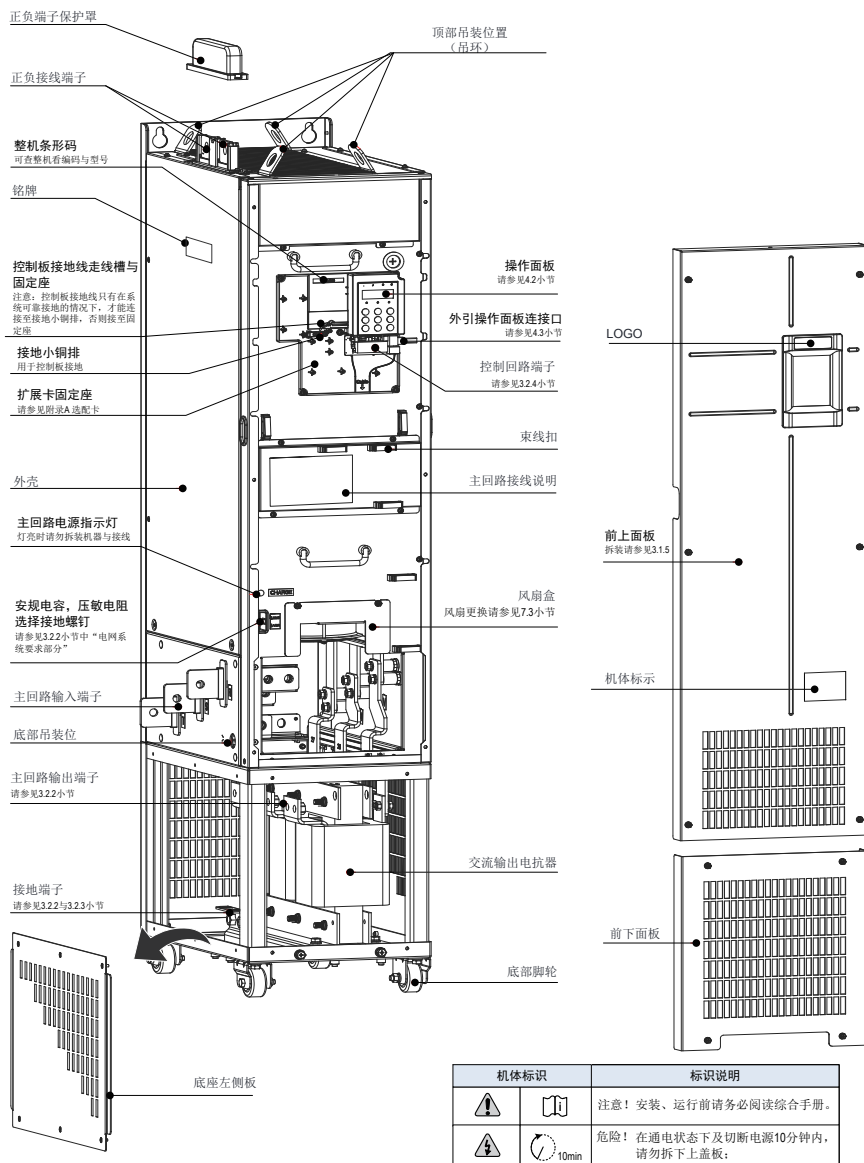 正负端子保护罩
顶部吊装位置
（吊环）
正负接线端子
整机条形码
可查整机看编码与型号
铭牌
控制板接地线走线槽与
固定座
注意：控制板接地线只有在系
统可靠接地的情况下，才能连
接至接地小铜排，否则接至固
定座
接地小铜排
用于控制板接地
扩展卡固定座
请参见附录A 选配卡
外壳
主回路电源指示灯
灯亮时请勿拆装机器与接线
安规电容，压敏电阻
选择接地螺钉
请参见3.2.2小节中“电网系
统要求部分”
主回路输入端子
底部吊装位
主回路输出端子
请参见3.2.2小节
接地端子
请参见3.2.2与3.2.3小节
底座左侧板
CHARGE
操作面板
请参见4.2小节
外引操作面板连接口
请参见4.3小节
控制回路端子
请参见3.2.4小节
束线扣
主回路接线说明
风扇盒
风扇更换请参见7.3小节
交流输出电抗器
底部脚轮
LOGO
前上面板
拆装请参见3.1.5
机体标示
前下面板
机体标识 标识说明
注意！安装、运行前请务必阅读综合手册。
10min 危险！在通电状态下及切断电源10分钟内，
请勿拆下上盖板；